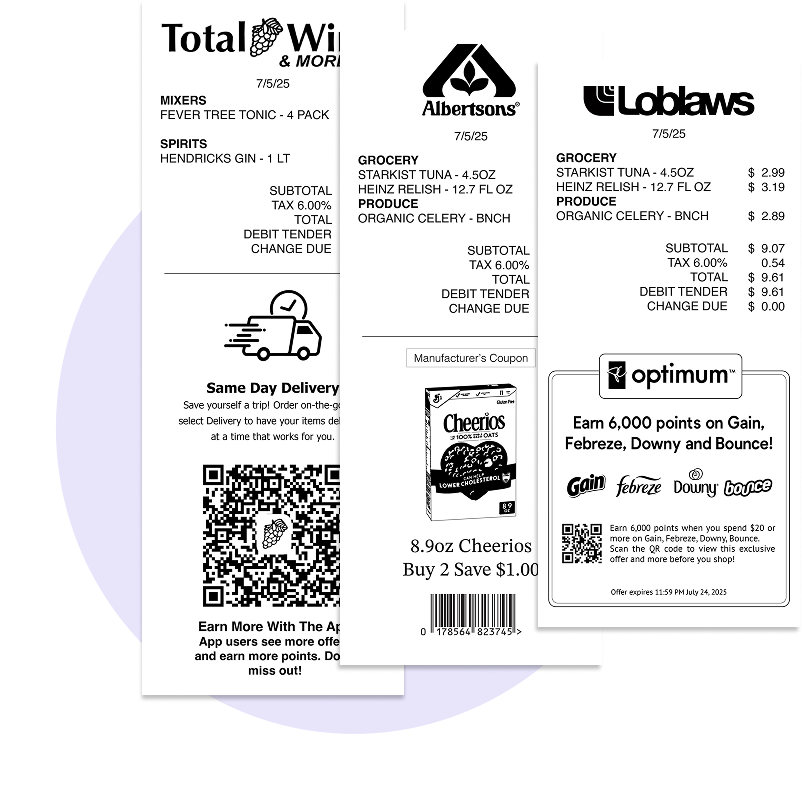 Total Wi
& MOR
7/5/25
MIXERS
FEVER TREE TONIC - 4 PACK
SPIRITS
HENDRICKS GIN - 1 LT
SUBTOTAL
TAX 6.00%
TOTAL
DEBIT TENDER
CHANGE DUE
Same Day Delivery
Save yourself a trip! Order on-the-g
select Delivery to have your items de
at a time that works for you.
Earn More With The Ap
App users see more offe
and earn more points. Do
miss out!
Albertsons®
7/5/25
GROCERY
STARKIST TUNA - 4.5OZ
HEINZ RELISH - 12.7 FL OZ
PRODUCE
ORGANIC CELERY - BNCH
SUBTOTAL
TAX 6.00%
TOTAL
DEBIT TENDER
CHANGE DUE
Manufacturer's Coupon
Gluten Free
Cheerios
100% OATS
CAN HELP
LOWER CHOLESTEROL
8.9 OZ
8.9oz Cheerios
Buy 2 Save $1.00
0 178564 823745 >
Loblaws
7/5/25
GROCERY
STARKIST TUNA - 4.5OZ $ 2.99
HEINZ RELISH - 12.7 FL OZ $ 3.19
PRODUCE
ORGANIC CELERY - BNCH $ 2.89
SUBTOTAL $ 9.07
TAX 6.00% 0.54
TOTAL $ 9.61
DEBIT TENDER $ 9.61
CHANGE DUE $ 0.00
optimum™
Earn 6,000 points on Gain,
Febreze, Downy and Bounce!
Gain febreze Downy bounce
Earn 6,000 points when you spend $20 or
more on Gain, Febreze, Downy, Bounce.
Scan the QR code to view this exclusive
offer and more before you shop!
Offer expires 11:59 PM July 24, 2025